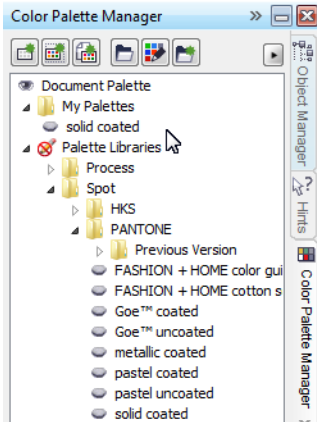 Color Palette Manager
Document Palette
My Palettes
solid coated
Palette Libraries
Process
Spot
HKS
PANTONE
Previous Version
FASHION + HOME color gui
FASHION + HOME cotton s
Goe™ coated
Goe™ uncoated
metallic coated
pastel coated
pastel uncoated
solid coated
Object Manager
Hints
Color Palette Manager